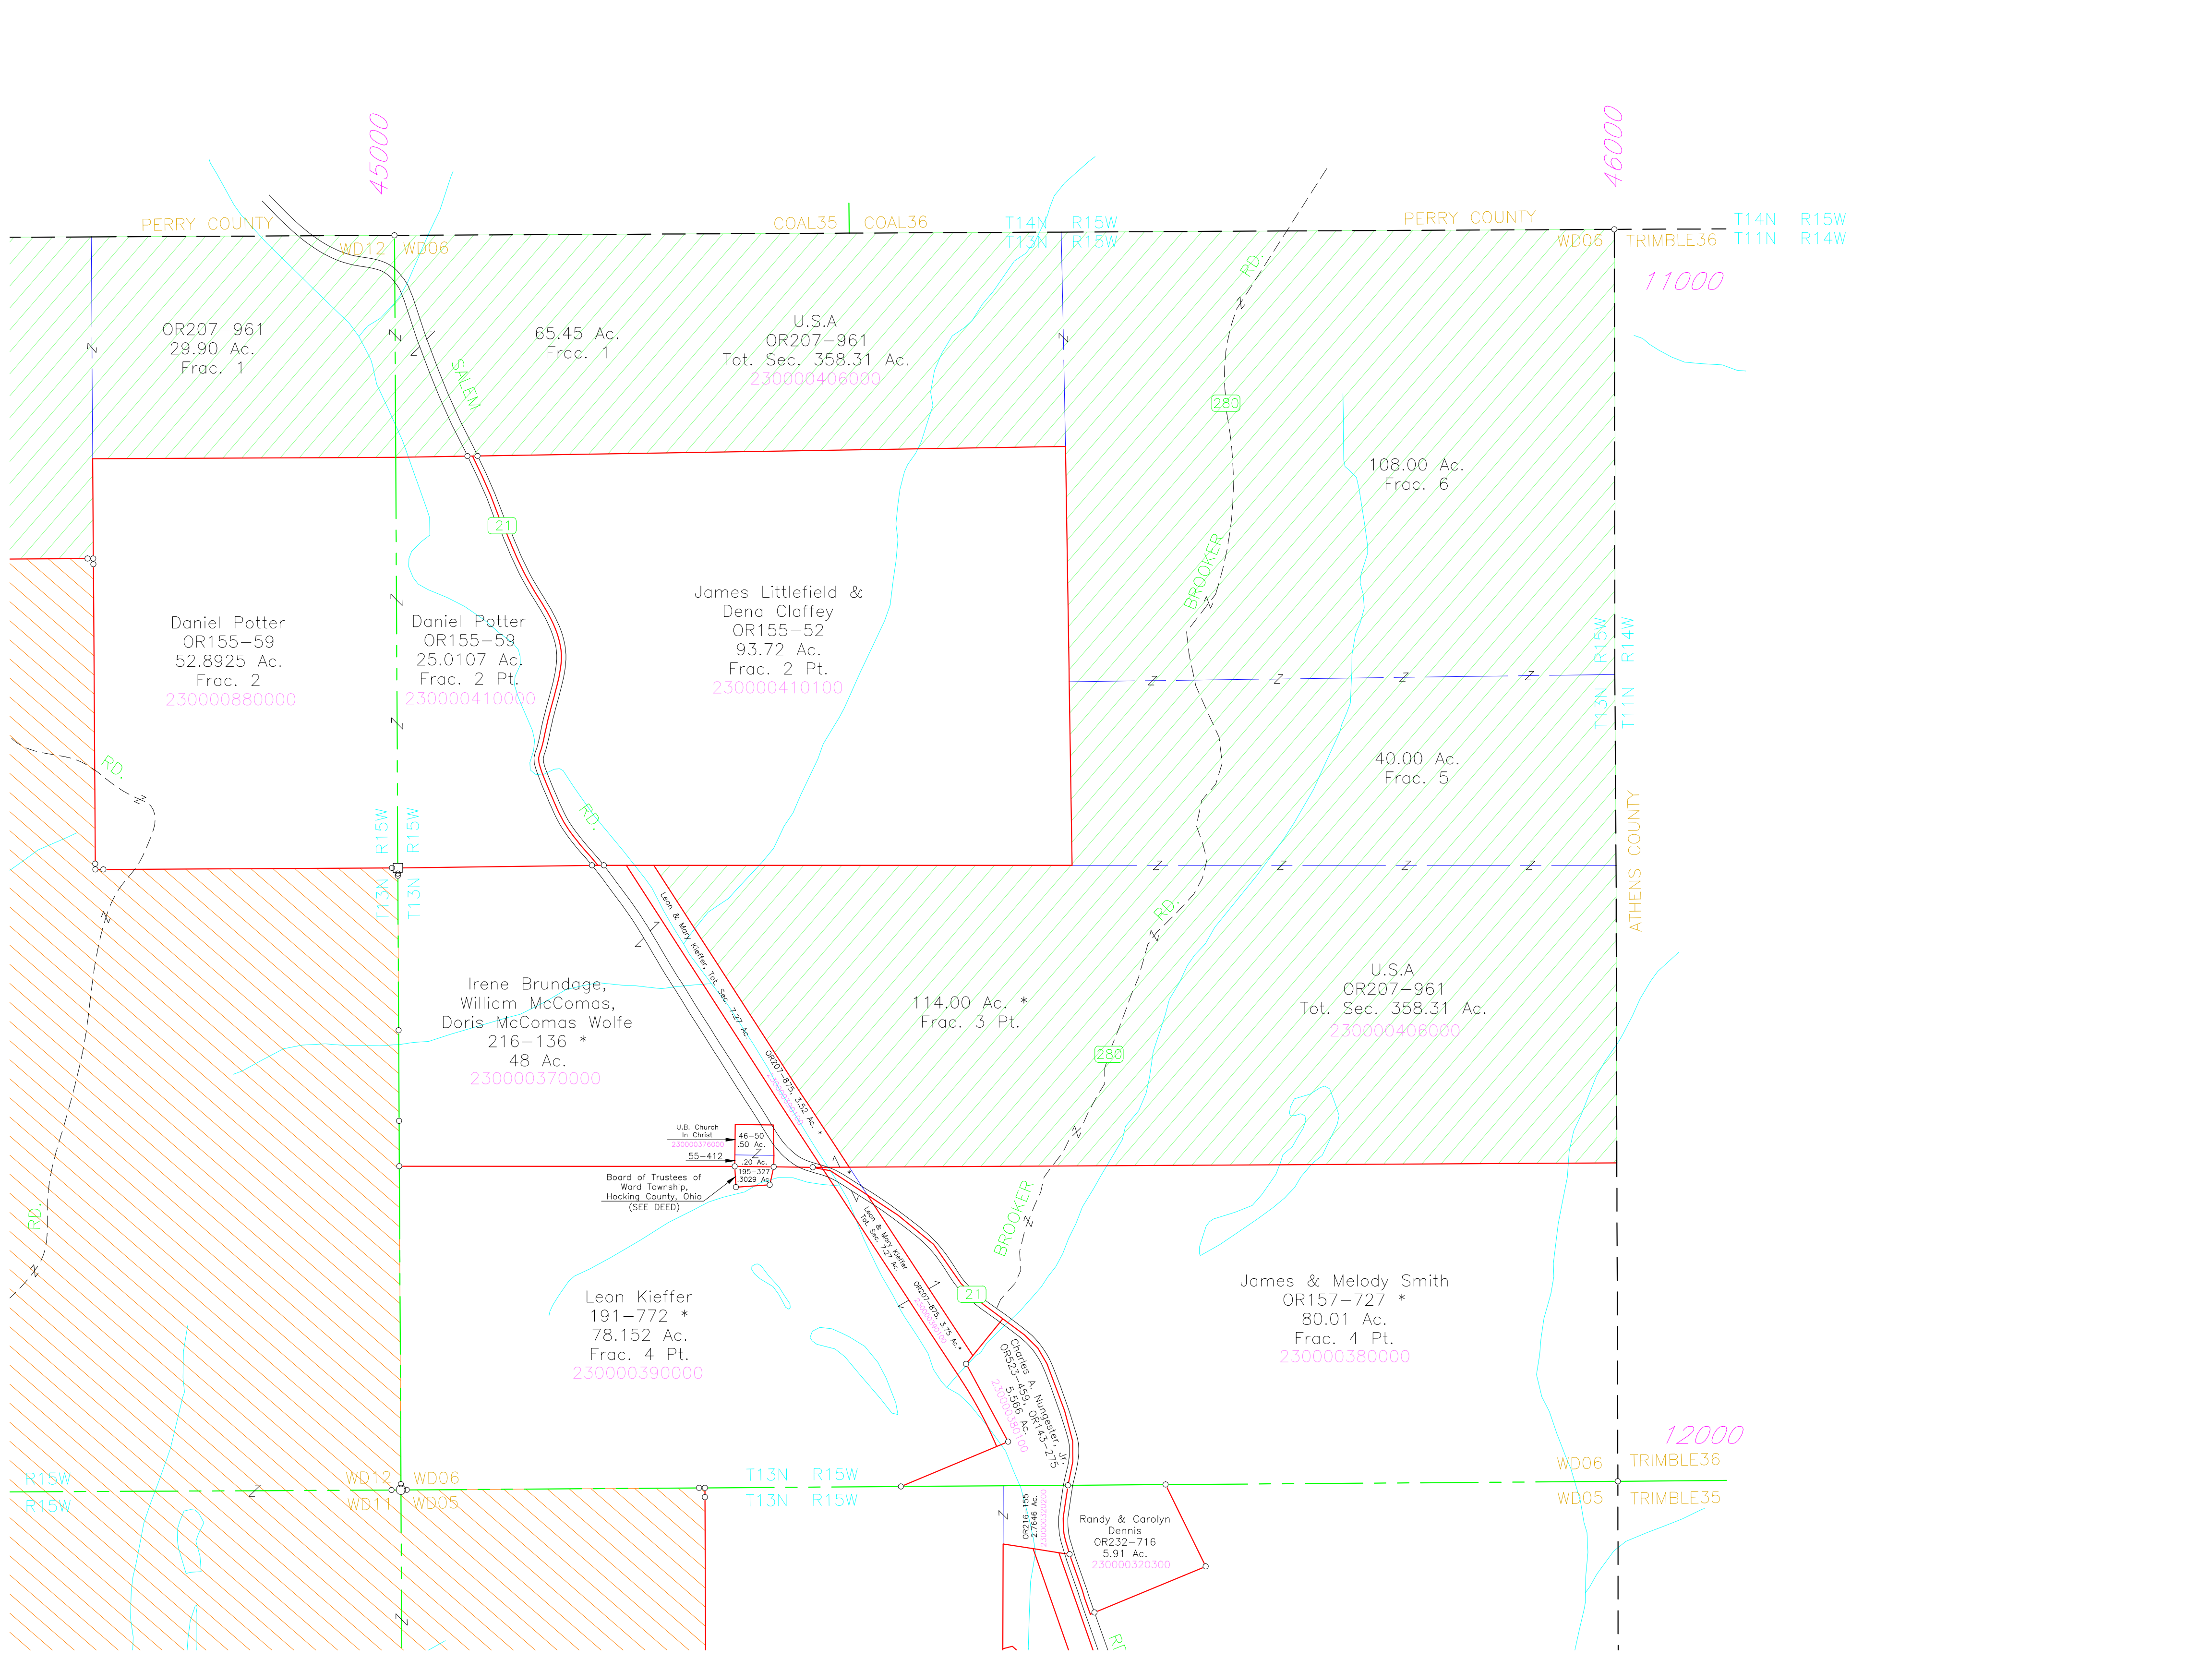 45000
46000
PERRY COUNTY
COAL35
COAL36
T14N R15W
T13N R15W
PERRY COUNTY
T14N R15W
T11N R14W
WD12
WD06
WD06
TRIMBLE36
11000
OR207-961
29.90 Ac.
Frac. 1
65.45 Ac.
Frac. 1
U.S.A
OR207-961
Tot. Sec. 358.31 Ac.
230000406000
SALEM
RD.
280
108.00 Ac.
Frac. 6
21
BROOKER
Daniel Potter
OR155-59
52.8925 Ac.
Frac. 2
230000880000
Daniel Potter
OR155-59
25.0107 Ac.
Frac. 2 Pt.
230000410000
James Littlefield &
Dena Claffey
OR155-52
93.72 Ac.
Frac. 2 Pt.
230000410100
T13N R15W
T11N R14W
40.00 Ac.
Frac. 5
RD.
RD.
T13N R15W
T13N R15W
ATHENS COUNTY
RD.
Leon & Mary Kieffer, Tot. Sec. 7.27 Ac.
OR207-875, 3.52 Ac. *
230000390100
Irene Brundage,
William McComas,
Doris McComas Wolfe
216-136 *
48 Ac.
230000370000
114.00 Ac. *
Frac. 3 Pt.
U.S.A
OR207-961
Tot. Sec. 358.31 Ac.
230000406000
280
U.B. Church
In Christ
230000376000
46-50
.50 Ac.
55-412
.20 Ac.
195-327
.3029 Ac.
Board of Trustees of
Ward Township,
Hocking County, Ohio
(SEE DEED)
*
RD.
BROOKER
Leon & Mary Kieffer
Tot. Sec. 7.27 Ac.
OR207-875, 3.75 Ac.*
230000390100
21
Leon Kieffer
191-772 *
78.152 Ac.
Frac. 4 Pt.
230000390000
James & Melody Smith
OR157-727 *
80.01 Ac.
Frac. 4 Pt.
230000380000
Charles A. Nungester, Jr.
OR523-459, OR143-275
5.566 Ac.
230000380100
12000
R15W
R15W
WD12
WD06
WD11
WD05
T13N R15W
T13N R15W
WD06
TRIMBLE36
WD05
TRIMBLE35
OR216-155
2.7646 Ac.
230000320200
Randy & Carolyn
Dennis
OR232-716
5.91 Ac.
230000320300